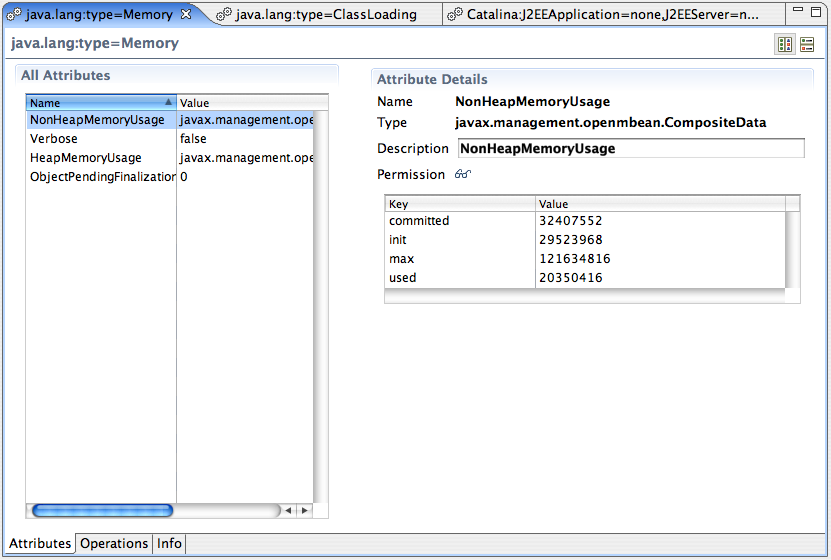 java.lang:type=Memory
java.lang:type=ClassLoading
Catalina:J2EEApplication=none,J2EEServer=n...
java.lang:type=Memory
All Attributes
Name Value
NonHeapMemoryUsage javax.management.ope
Verbose false
HeapMemoryUsage javax.management.ope
ObjectPendingFinalization 0
Attribute Details
Name NonHeapMemoryUsage
Type javax.management.openmbean.CompositeData
Description NonHeapMemoryUsage
Permission
Key Value
committed 32407552
init 29523968
max 121634816
used 20350416
Attributes Operations Info